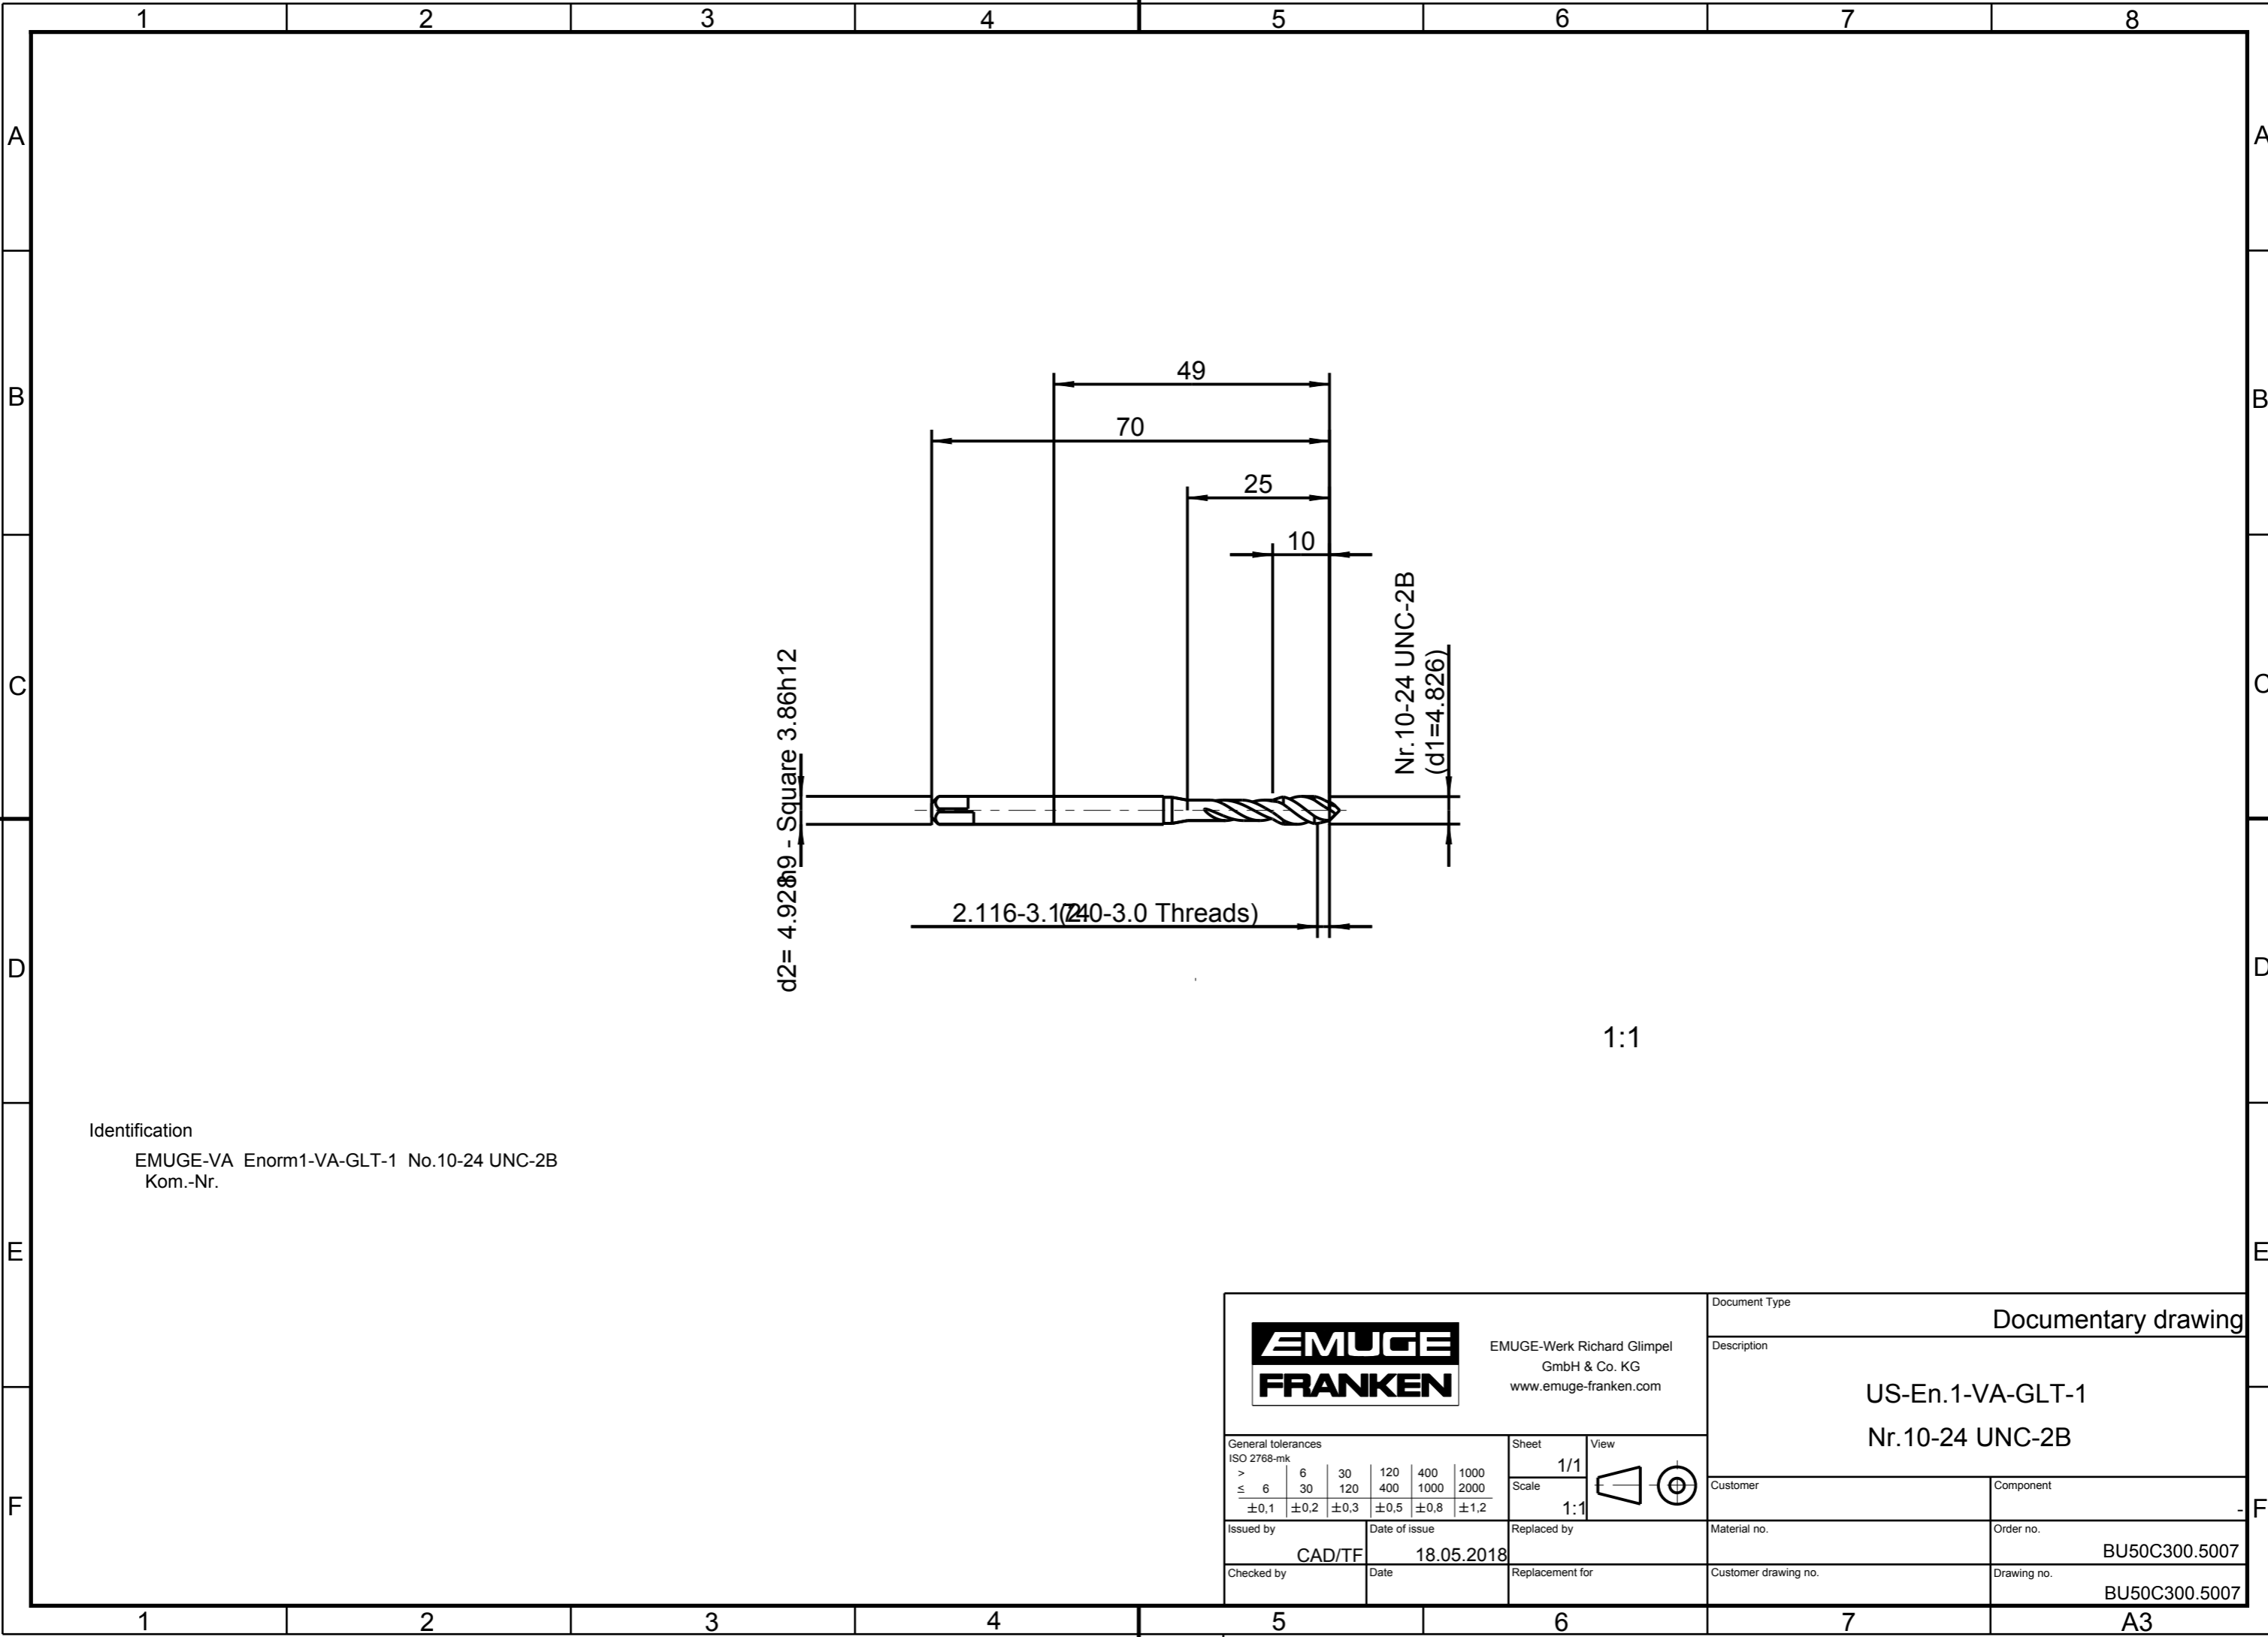 1 2 3 4 5 6 7 8
A A
B B
C C
D D
E E
F F
49
70
25
10
Nr.10-24 UNC-2B
(d1=4.826)
d2= 4.928h9 - Square 3.86h12
2.116-3.174 (2.0-3.0 Threads)
1:1
Identification
EMUGE-VA Enorm1-VA-GLT-1 No.10-24 UNC-2B
Kom.-Nr.
EMUGE
FRANKEN
EMUGE-Werk Richard Glimpel
GmbH & Co. KG
www.emuge-franken.com
Document Type
Documentary drawing
Description
US-En.1-VA-GLT-1
Nr.10-24 UNC-2B
General tolerances
ISO 2768-mk
> 6 30 120 400 1000
≤ 6 30 120 400 1000 2000
±0,1 ±0,2 ±0,3 ±0,5 ±0,8 ±1,2
Sheet
1/1
View
Scale
1:1
Customer
Component
-
Issued by
CAD/TF
Date of issue
18.05.2018
Replaced by
Material no.
Order no.
BU50C300.5007
Checked by
Date
Replacement for
Customer drawing no.
Drawing no.
BU50C300.5007
1 2 3 4 5 6 7 A3